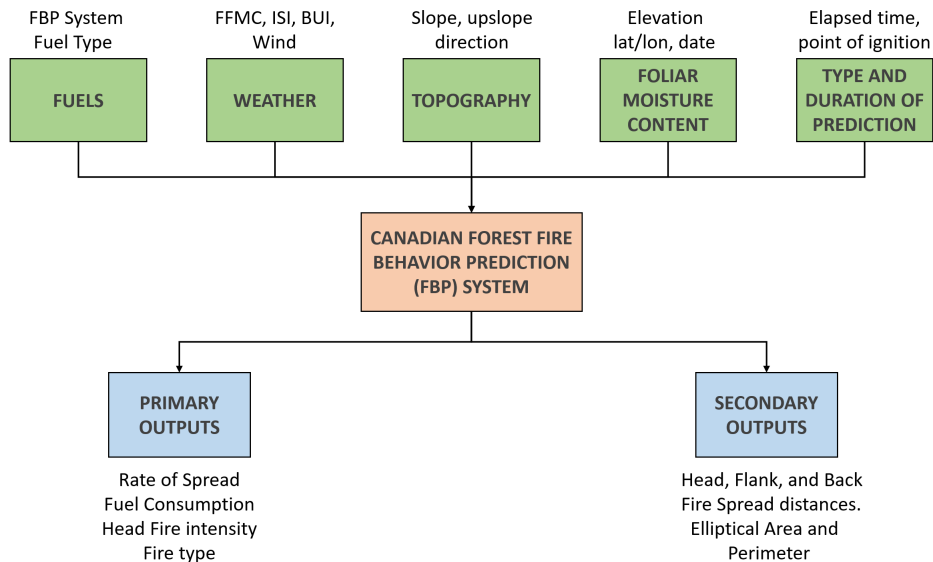 FBP System
Fuel Type
FFMC, ISI, BUI,
Wind
Slope, upslope
direction
Elevation
lat/lon, date
Elapsed time,
point of ignition
FUELS
WEATHER
TOPOGRAPHY
FOLIAR
MOISTURE
CONTENT
TYPE AND
DURATION OF
PREDICTION
CANADIAN FOREST FIRE
BEHAVIOR PREDICTION
(FBP) SYSTEM
PRIMARY
OUTPUTS
SECONDARY
OUTPUTS
Rate of Spread
Fuel Consumption
Head Fire intensity
Fire type
Head, Flank, and Back
Fire Spread distances.
Elliptical Area and
Perimeter